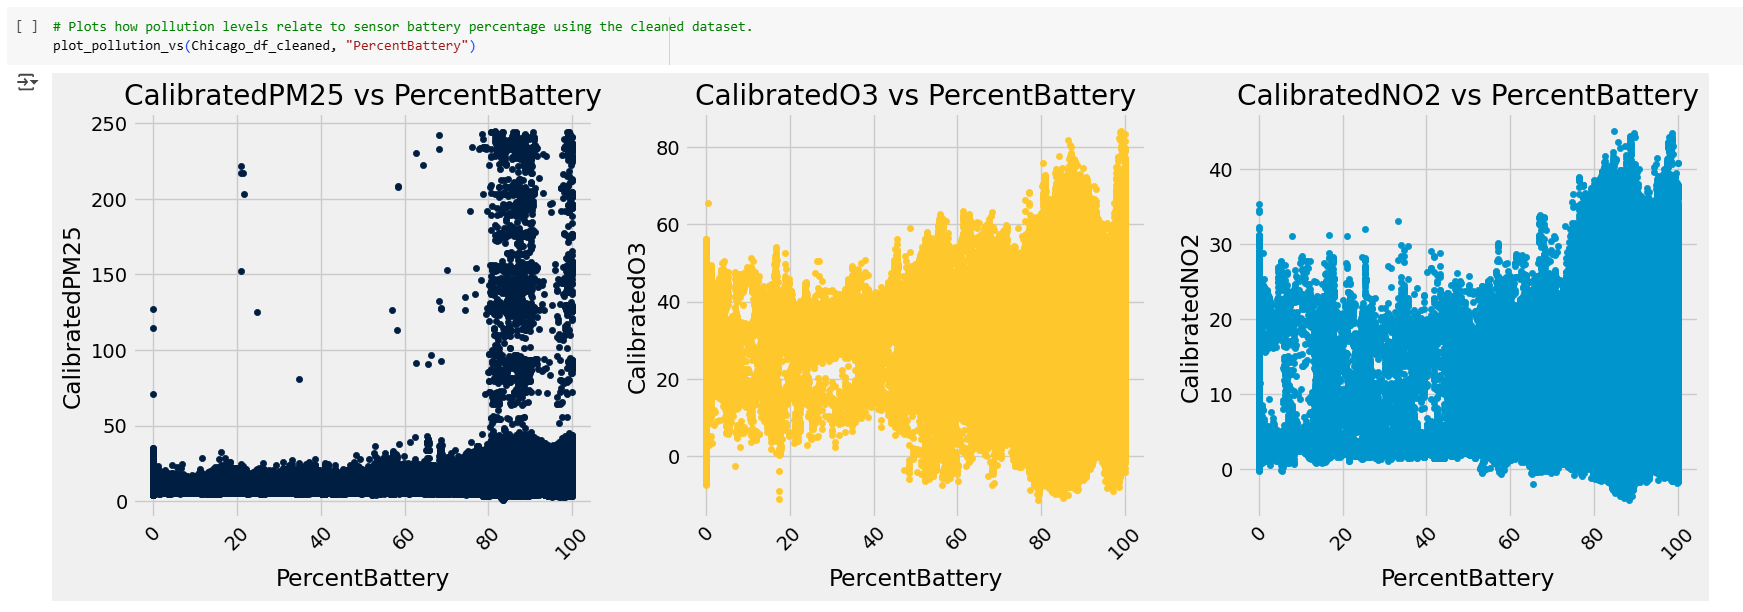 [ ] # Plots how pollution levels relate to sensor battery percentage using the cleaned dataset.
plot_pollution_vs(Chicago_df_cleaned, "PercentBattery")
CalibratedPM25 vs PercentBattery
CalibratedPM25
250
200
150
100
50
0
0 20 40 60 80 100
PercentBattery
CalibratedO3 vs PercentBattery
CalibratedO3
80
60
40
20
0
0 20 40 60 80 100
PercentBattery
CalibratedNO2 vs PercentBattery
CalibratedNO2
40
30
20
10
0
0 20 40 60 80 100
PercentBattery